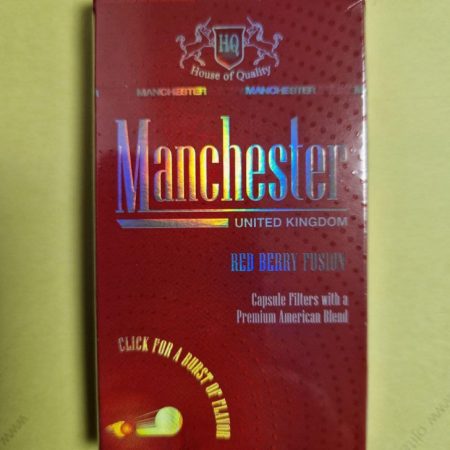 HQ
House of Quality
MANCHESTER MANCHESTER
Manchester
UNITED KINGDOM
RED BERRY FUSION
Capsule Filters with a
Premium American Blend
CLICK FOR A BURST OF FLAVOR